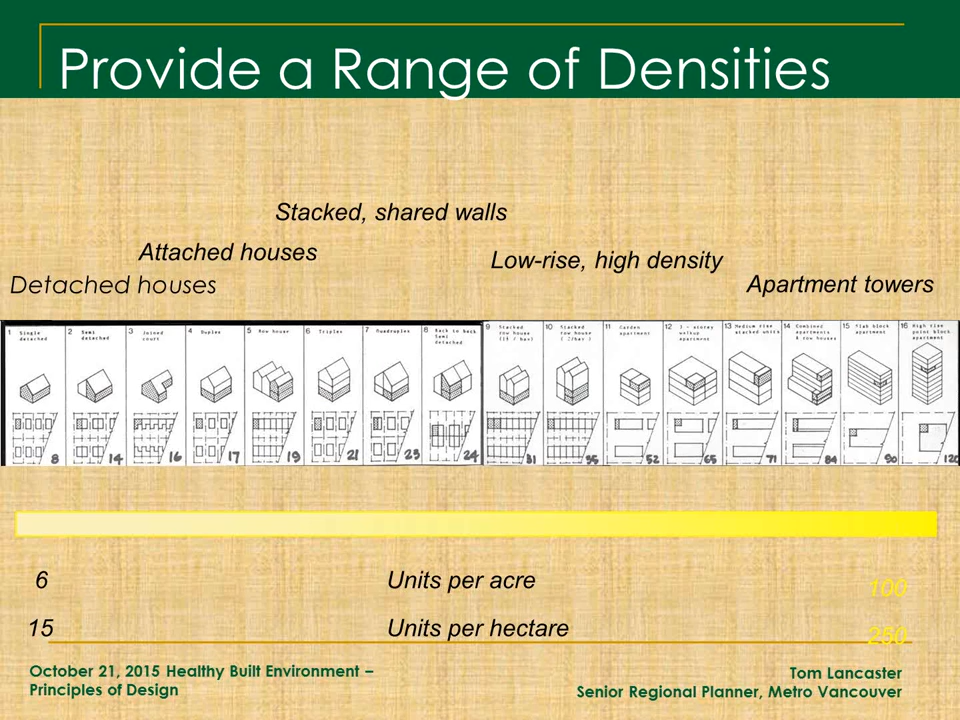 Provide a Range of Densities
Stacked, shared walls
Attached houses
Low-rise, high density
Detached houses
Apartment towers
1 Single detached
2 Semi detached
3 Joined court
4 Duplex
5 Row house
6 Triplex
7 Quadruplex
8 Back to back semi detached
9 Stacked row house
10 Stacked row house
11 Garden apartment
12 3 - storey walkup apartment
13 Medium rise stacked units
14 Combined apartments & row houses
15 Slab block apartment
16 High rise point block apartment
8 14 16 17 19 21 23 24 31 35 52 65 71 84 90 120
6 Units per acre 100
15 Units per hectare 250
October 21, 2015 Healthy Built Environment –
Principles of Design
Tom Lancaster
Senior Regional Planner, Metro Vancouver